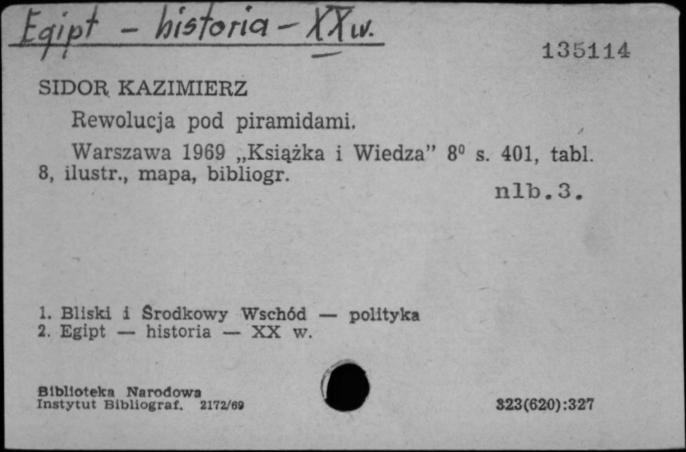 Egipt - historia - XX w.
135114
SIDOR KAZIMIERZ
Rewolucja pod piramidami.
Warszawa 1969 „Książka i Wiedza” 8⁰ s. 401, tabl.
8, ilustr., mapa, bibliogr.
nlb.3.
1. Bliski i Środkowy Wschód — polityka
2. Egipt — historia — XX w.
Biblioteka Narodowa
Instytut Bibliograf. 2172/69
323(620):327